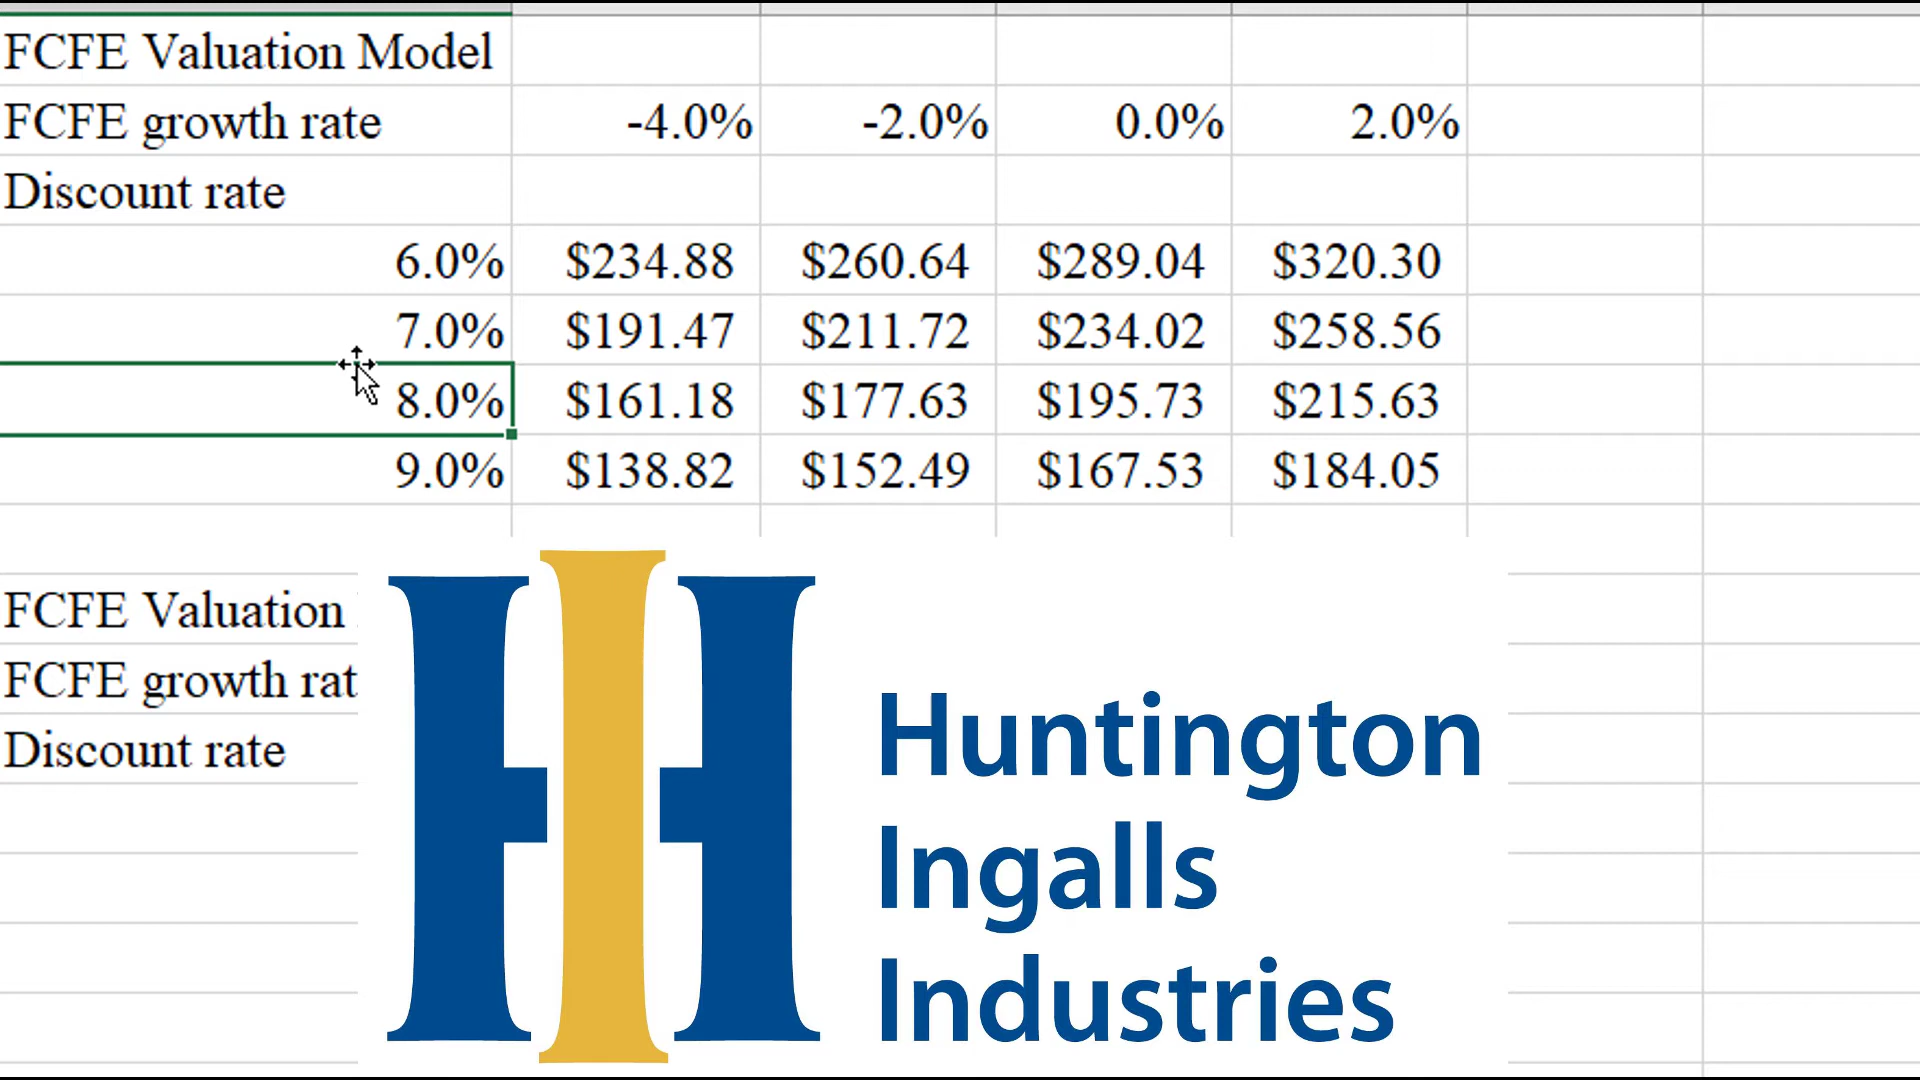 FCFE Valuation Model
FCFE growth rate -4.0% -2.0% 0.0% 2.0%
Discount rate
6.0% $234.88 $260.64 $289.04 $320.30
7.0% $191.47 $211.72 $234.02 $258.56
8.0% $161.18 $177.63 $195.73 $215.63
9.0% $138.82 $152.49 $167.53 $184.05
FCFE Valuation
FCFE growth rat
Discount rate
Huntington
Ingalls
Industries